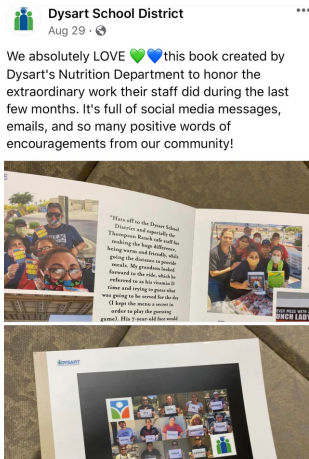 Dysart School District
Aug 29 ·
We absolutely LOVE 💚💙this book created by
Dysart's Nutrition Department to honor the
extraordinary work their staff did during the last
few months. It's full of social media messages,
emails, and so many positive words of
encouragements from our community!
"Hats off to the Dysart School
District and especially the
Thompson Ranch cafe staff for
making the huge difference,
being warm and friendly, while
going the distance to provide
meals. My grandson looked
forward to the ride, which he
referred to as his vitamin D
time and trying to guess what
was going to be served for the day
(I kept the menu a secret in
order to play the guessing
game). His 7-year-old face would
EVER MESS WITH
UNCH LADY
DYSART